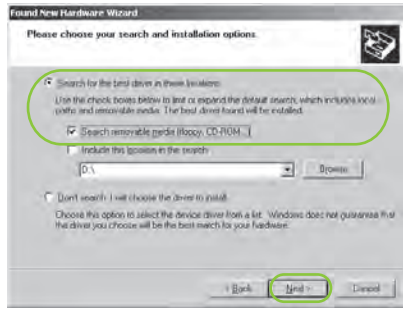 Found New Hardware Wizard
Please choose your search and installation options.
Search for the best driver in these locations.
Use the check boxes below to limit or expand the default search, which includes local
paths and removable media. The best driver found will be installed.
Search removable media (floppy, CD-ROM...)
Include this location in the search:
D:\
Browse
Don't search. I will choose the driver to install.
Choose this option to select the device driver from a list. Windows does not guarantee that
the driver you choose will be the best match for your hardware.
< Back
Next >
Cancel